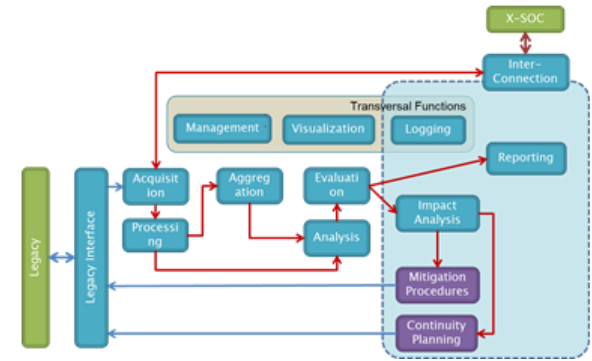 X-SOC
Inter-
Connection
Transversal Functions
Management
Visualization
Logging
Reporting
Acquisit
ion
Aggreg
ation
Evaluati
on
Impact
Analysis
Processi
ng
Analysis
Legacy
Legacy Interface
Mitigation
Procedures
Continuity
Planning